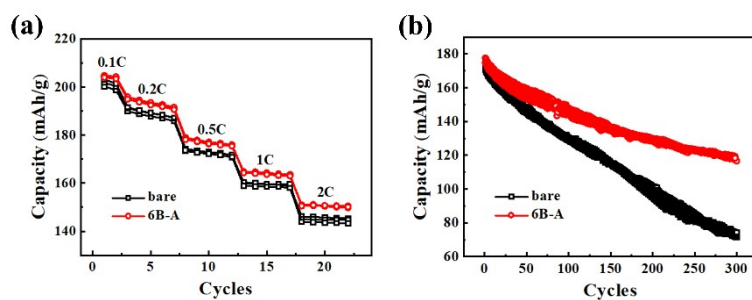 (a)
220
200
180
160
140
Capacity (mAh/g)
0.1C
0.2C
0.5C
1C
2C
bare
6B-A
0
5
10
15
20
Cycles
(b)
180
160
140
120
100
80
60
Capacity (mAh/g)
bare
6B-A
0
50
100
150
200
250
300
Cycles